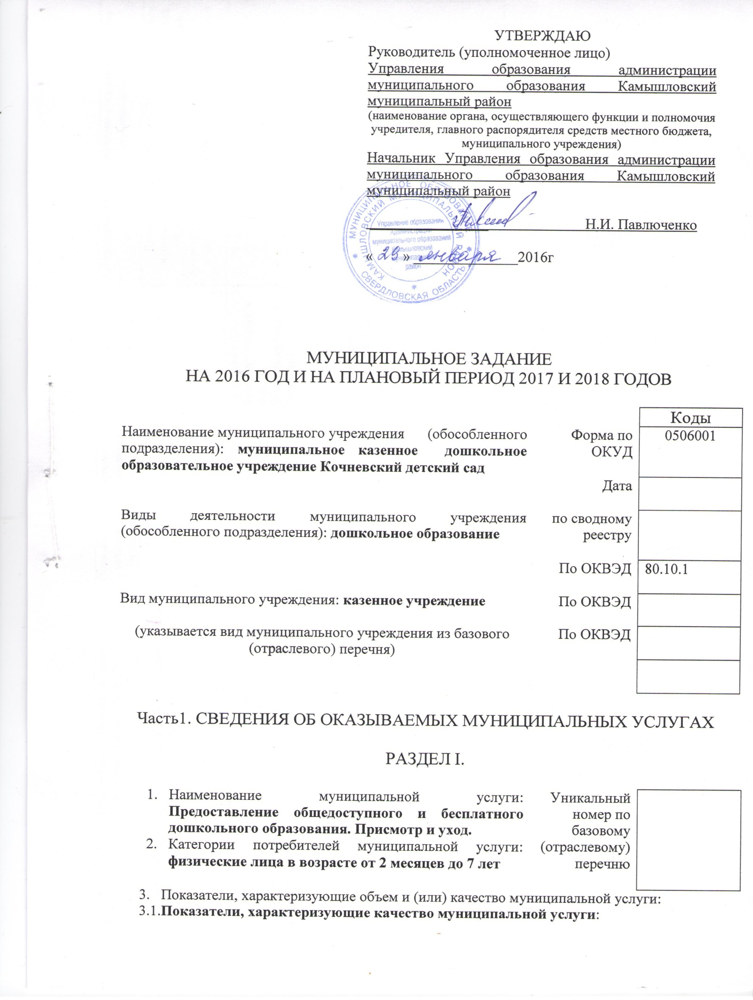 УТВЕРЖДАЮ
Руководитель (уполномоченное лицо)
Управления образования администрации
муниципального образования Камышловский
муниципальный район
(наименование органа, осуществляющего функции и полномочия
учредителя, главного распорядителя средств местного бюджета,
муниципального учреждения)
Начальник Управления образования администрации
муниципального образования Камышловский
муниципальный район
МУНИЦИПАЛЬНОЕ ОБРАЗОВАНИЕ
КАМЫШЛОВСКИЙ МУНИЦИПАЛЬНЫЙ РАЙОН
СВЕРДЛОВСКАЯ ОБЛАСТЬ
Управление образования
Администрации
муниципального образования
Камышловский
муниципальный
район
Н.И. Павлюченко
« 29 » января 2016г
МУНИЦИПАЛЬНОЕ ЗАДАНИЕ
НА 2016 ГОД И НА ПЛАНОВЫЙ ПЕРИОД 2017 И 2018 ГОДОВ
Коды
Наименование муниципального учреждения (обособленного Форма по 0506001
подразделения): муниципальное казенное дошкольное ОКУД
образовательное учреждение Кочневский детский сад
Дата
Виды деятельности муниципального учреждения по сводному
(обособленного подразделения): дошкольное образование реестру
По ОКВЭД 80.10.1
Вид муниципального учреждения: казенное учреждение По ОКВЭД
(указывается вид муниципального учреждения из базового По ОКВЭД
(отраслевого) перечня)
Часть1. СВЕДЕНИЯ ОБ ОКАЗЫВАЕМЫХ МУНИЦИПАЛЬНЫХ УСЛУГАХ
РАЗДЕЛ I.
1. Наименование муниципальной услуги: Уникальный
Предоставление общедоступного и бесплатного номер по
дошкольного образования. Присмотр и уход. базовому
2. Категории потребителей муниципальной услуги: (отраслевому)
физические лица в возрасте от 2 месяцев до 7 лет перечню
3. Показатели, характеризующие объем и (или) качество муниципальной услуги:
3.1.Показатели, характеризующие качество муниципальной услуги: